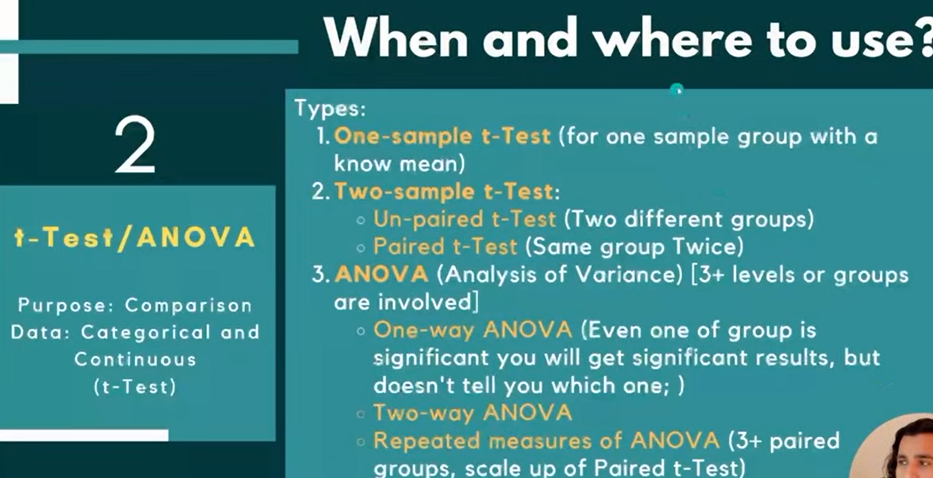 When and where to use?
2
t-Test/ANOVA
Purpose: Comparison
Data: Categorical and
Continuous
(t-Test)
Types:
1. One-sample t-Test (for one sample group with a
know mean)
2. Two-sample t-Test:
○ Un-paired t-Test (Two different groups)
○ Paired t-Test (Same group Twice)
3. ANOVA (Analysis of Variance) [3+ levels or groups
are involved]
○ One-way ANOVA (Even one of group is
significant you will get significant results, but
doesn't tell you which one; )
○ Two-way ANOVA
○ Repeated measures of ANOVA (3+ paired
groups, scale up of Paired t-Test)